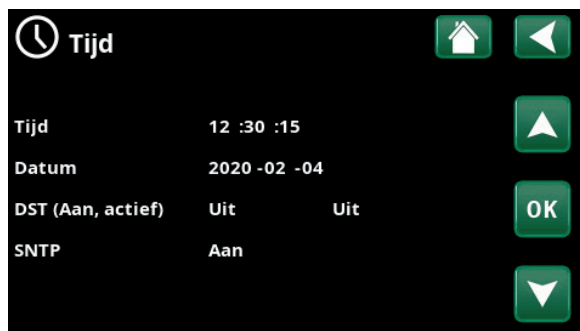 Tijd
Tijd 12 :30 :15
Datum 2020 -02 -04
DST (Aan, actief) Uit Uit
OK
SNTP Aan